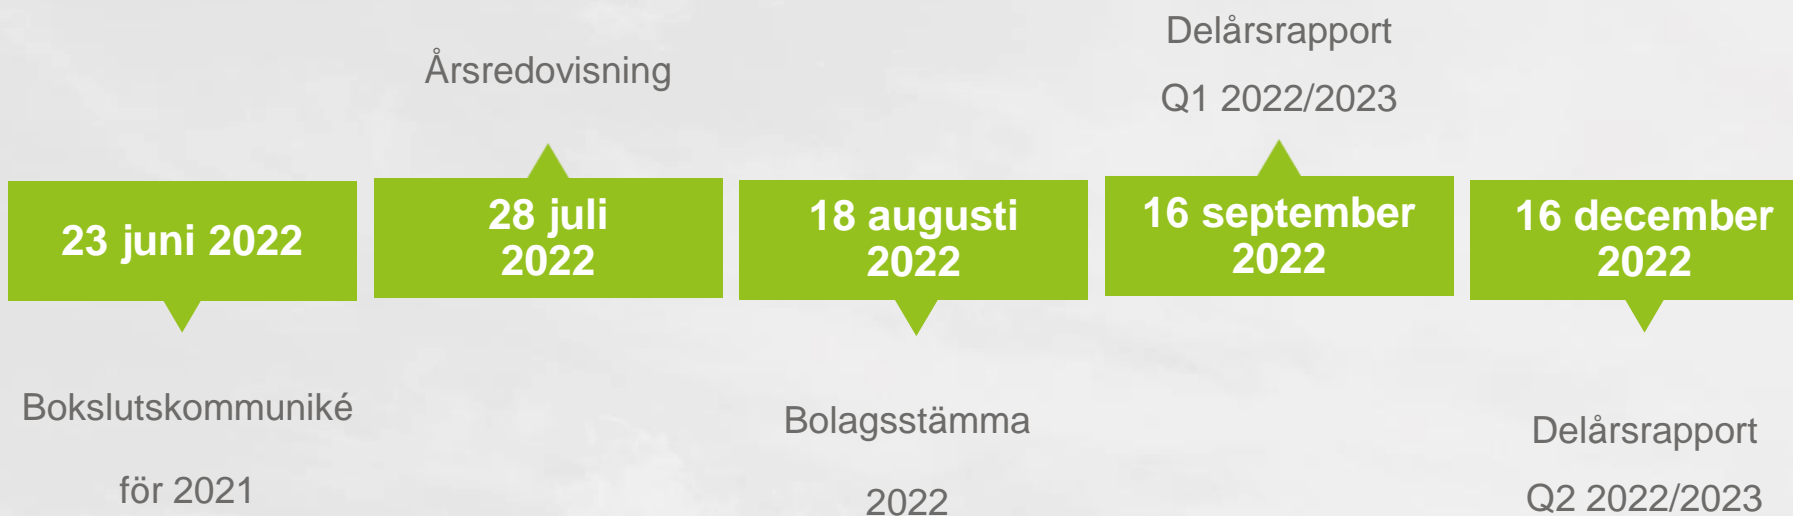 23 juni 2022
Bokslutskommuniké
för 2021
Årsredovisning
28 juli
2022
18 augusti
2022
Bolagsstämma
2022
Delårsrapport
Q1 2022/2023
16 september
2022
16 december
2022
Delårsrapport
Q2 2022/2023